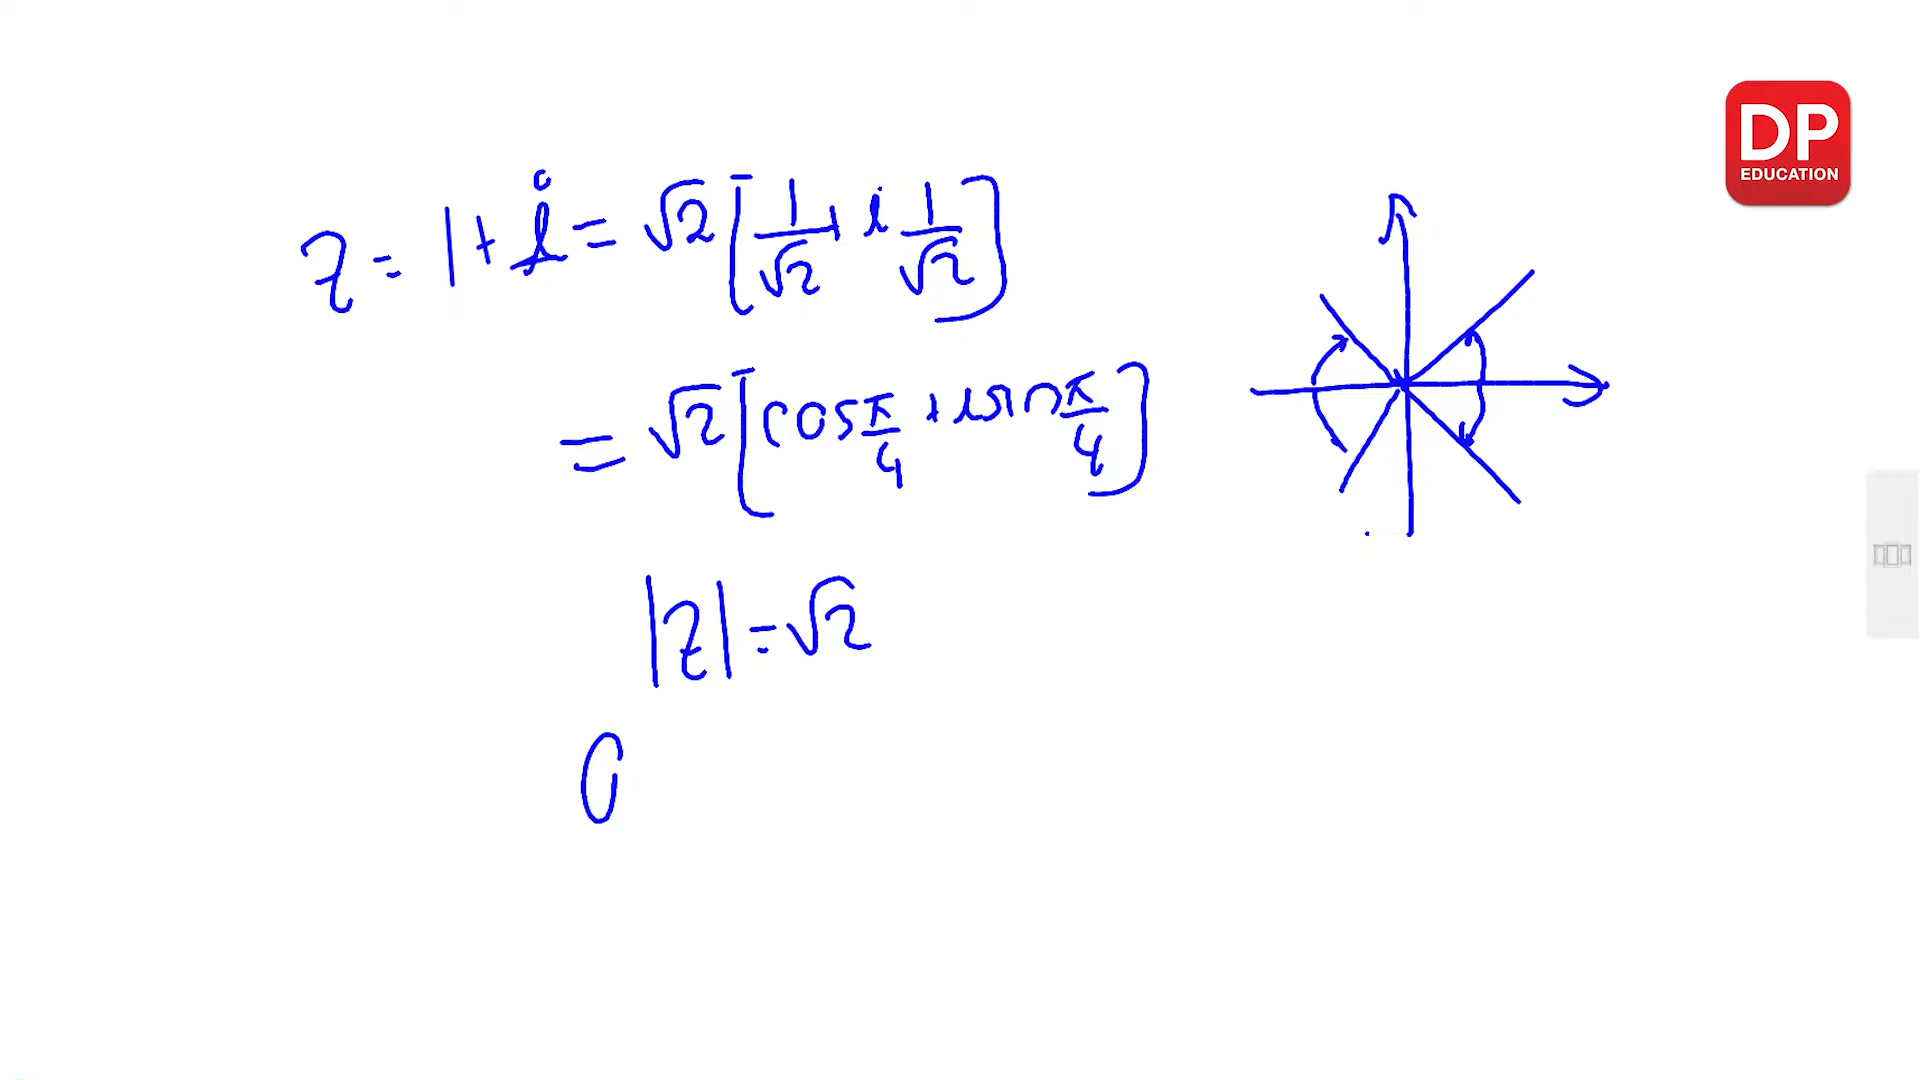 DP
EDUCATION
z = 1 + i = √2 [1/√2 + i 1/√2]
= √2 [cos π/4 + i sin π/4]
|z| = √2